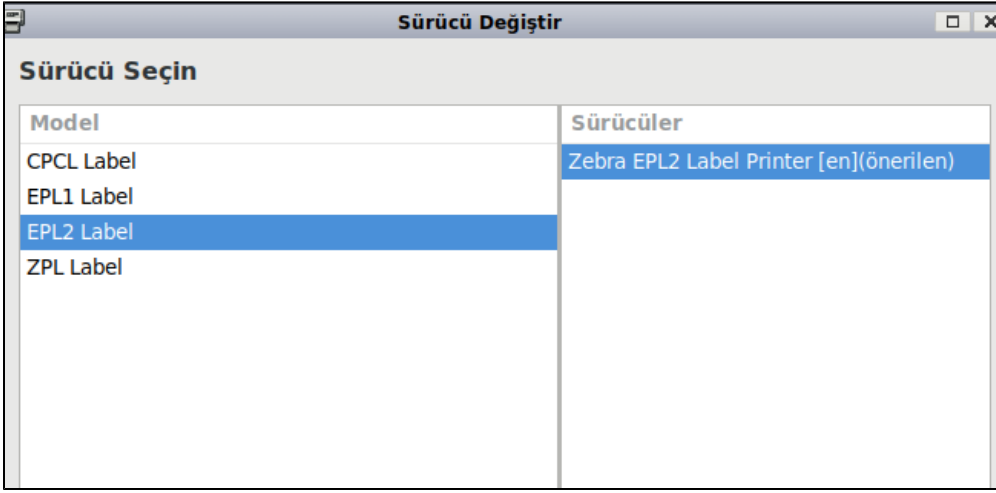 Sürücü Değiştir
Sürücü Seçin
Model
Sürücüler
CPCL Label
Zebra EPL2 Label Printer [en](önerilen)
EPL1 Label
EPL2 Label
ZPL Label